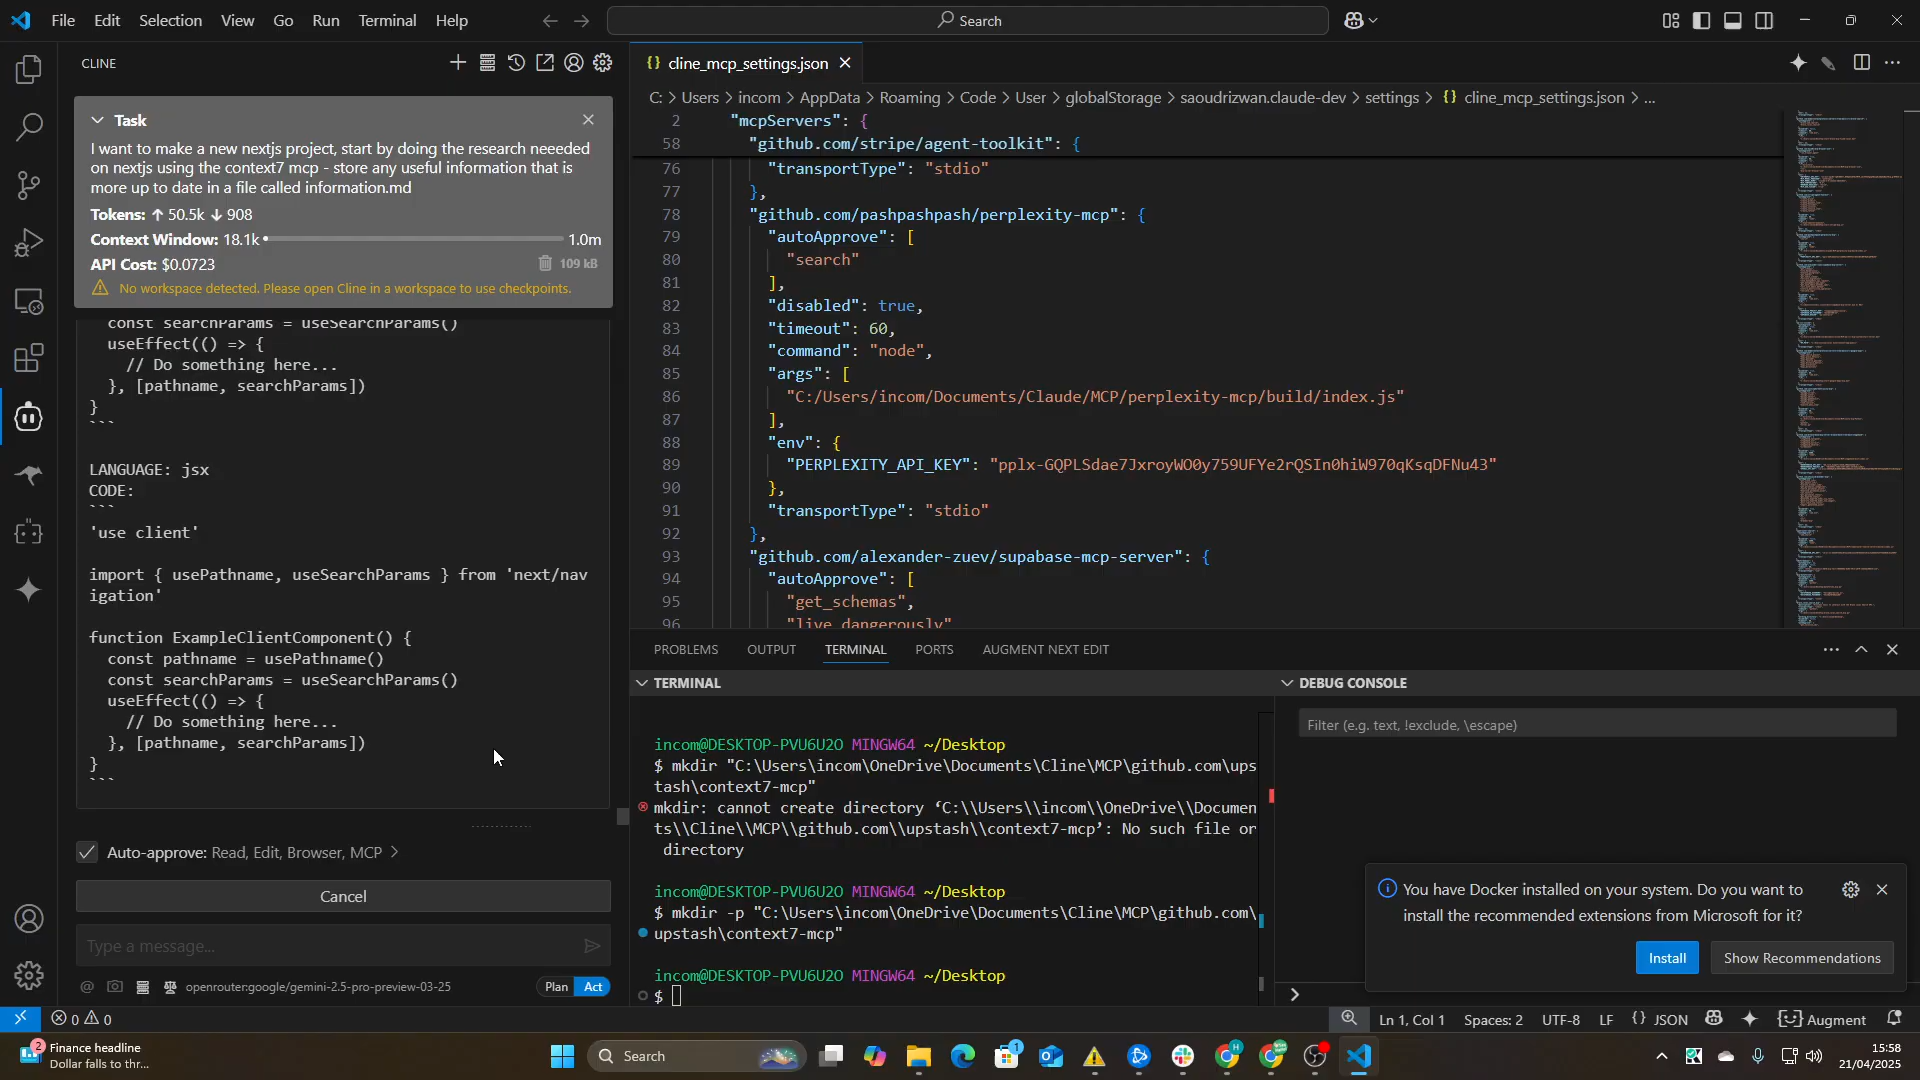 File Edit Selection View Go Run Terminal Help
Search
CLINE
Task
I want to make a new nextjs project, start by doing the research neeeded
on nextjs using the context7 mcp - store any useful information that is
more up to date in a file called information.md
Tokens: ↑ 50.5k ↓ 908
Context Window: 18.1k 1.0m
API Cost: $0.0723 109 kB
No workspace detected. Please open Cline in a workspace to use checkpoints.
const searchParams = useSearchParams()
useEffect(() => {
// Do something here...
}, [pathname, searchParams])
}
```
LANGUAGE: jsx
CODE:
```
'use client'
import { usePathname, useSearchParams } from 'next/nav
igation'
function ExampleClientComponent() {
const pathname = usePathname()
const searchParams = useSearchParams()
useEffect(() => {
// Do something here...
}, [pathname, searchParams])
}
```
Auto-approve: Read, Edit, Browser, MCP >
Cancel
Type a message...
@ openrouter:google/gemini-2.5-pro-preview-03-25 Plan Act
{} cline_mcp_settings.json
C: > Users > incom > AppData > Roaming > Code > User > globalStorage > saoudrizwan.claude-dev > settings > {} cline_mcp_settings.json > ...
2 "mcpServers": {
58 "github.com/stripe/agent-toolkit": {
76 "transportType": "stdio"
77 },
78 "github.com/pashpashpash/perplexity-mcp": {
79 "autoApprove": [
80 "search"
81 ],
82 "disabled": true,
83 "timeout": 60,
84 "command": "node",
85 "args": [
86 "C:/Users/incom/Documents/Claude/MCP/perplexity-mcp/build/index.js"
87 ],
88 "env": {
89 "PERPLEXITY_API_KEY": "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"
90 },
91 "transportType": "stdio"
92 },
93 "github.com/alexander-zuev/supabase-mcp-server": {
94 "autoApprove": [
95 "get_schemas",
96 "live_dangerously"
PROBLEMS OUTPUT TERMINAL PORTS AUGMENT NEXT EDIT
TERMINAL
incom@DESKTOP-PVU6U2O MINGW64 ~/Desktop
$ mkdir "C:\Users\incom\OneDrive\Documents\Cline\MCP\github.com\ups
tash\context7-mcp"
mkdir: cannot create directory ‘C:\\Users\\incom\\OneDrive\\Documen
ts\\Cline\\MCP\\github.com\\upstash\\context7-mcp’: No such file or
directory
incom@DESKTOP-PVU6U2O MINGW64 ~/Desktop
$ mkdir -p "C:\Users\incom\OneDrive\Documents\Cline\MCP\github.com\
upstash\context7-mcp"
incom@DESKTOP-PVU6U2O MINGW64 ~/Desktop
$
DEBUG CONSOLE
Filter (e.g. text, !exclude, \escape)
You have Docker installed on your system. Do you want to
install the recommended extensions from Microsoft for it?
Install Show Recommendations
>
0 0 Ln 1, Col 1 Spaces: 2 UTF-8 LF {} JSON Augment
2 Finance headline
Dollar falls to thr...
Search
1
H
15:58
21/04/2025